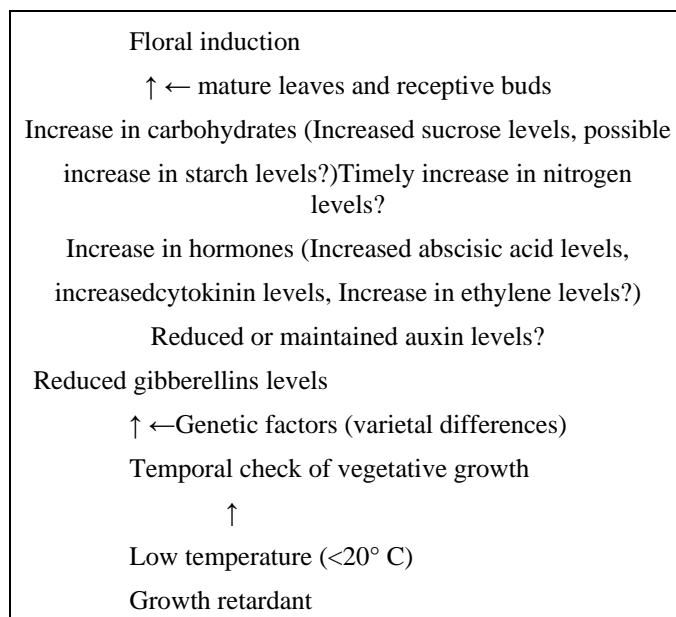 Floral induction
↑ ← mature leaves and receptive buds
Increase in carbohydrates (Increased sucrose levels, possible
increase in starch levels?)Timely increase in nitrogen
levels?
Increase in hormones (Increased abscisic acid levels,
increasedcytokinin levels, Increase in ethylene levels?)
Reduced or maintained auxin levels?
Reduced gibberellins levels
↑ ←Genetic factors (varietal differences)
Temporal check of vegetative growth
↑
Low temperature (<20° C)
Growth retardant